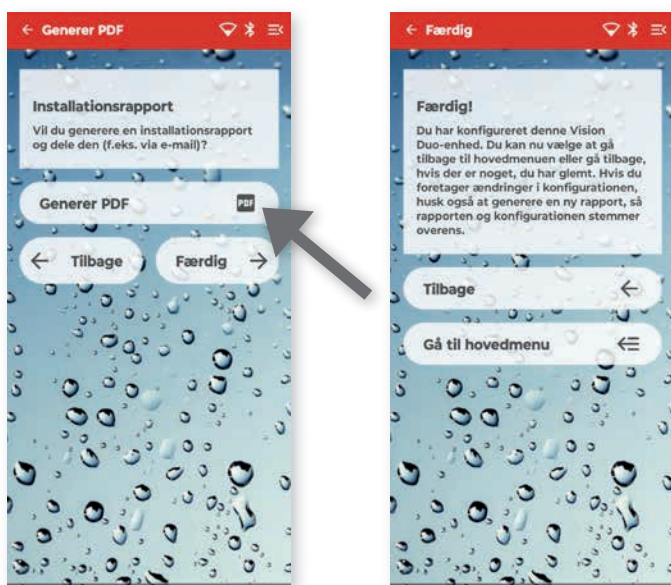 Generer PDF
Installationsrapport
Vil du generere en installationsrapport
og dele den (f.eks. via e-mail)?
Generer PDF
PDF
Tilbage
Færdig
Færdig
Færdig!
Du har konfigureret denne Vision
Duo-enhed. Du kan nu vælge at gå
tilbage til hovedmenuen eller gå tilbage,
hvis der er noget, du har glemt. Hvis du
foretager ændringer i konfigurationen,
husk også at generere en ny rapport, så
rapporten og konfigurationen stemmer
overens.
Tilbage
Gå til hovedmenu